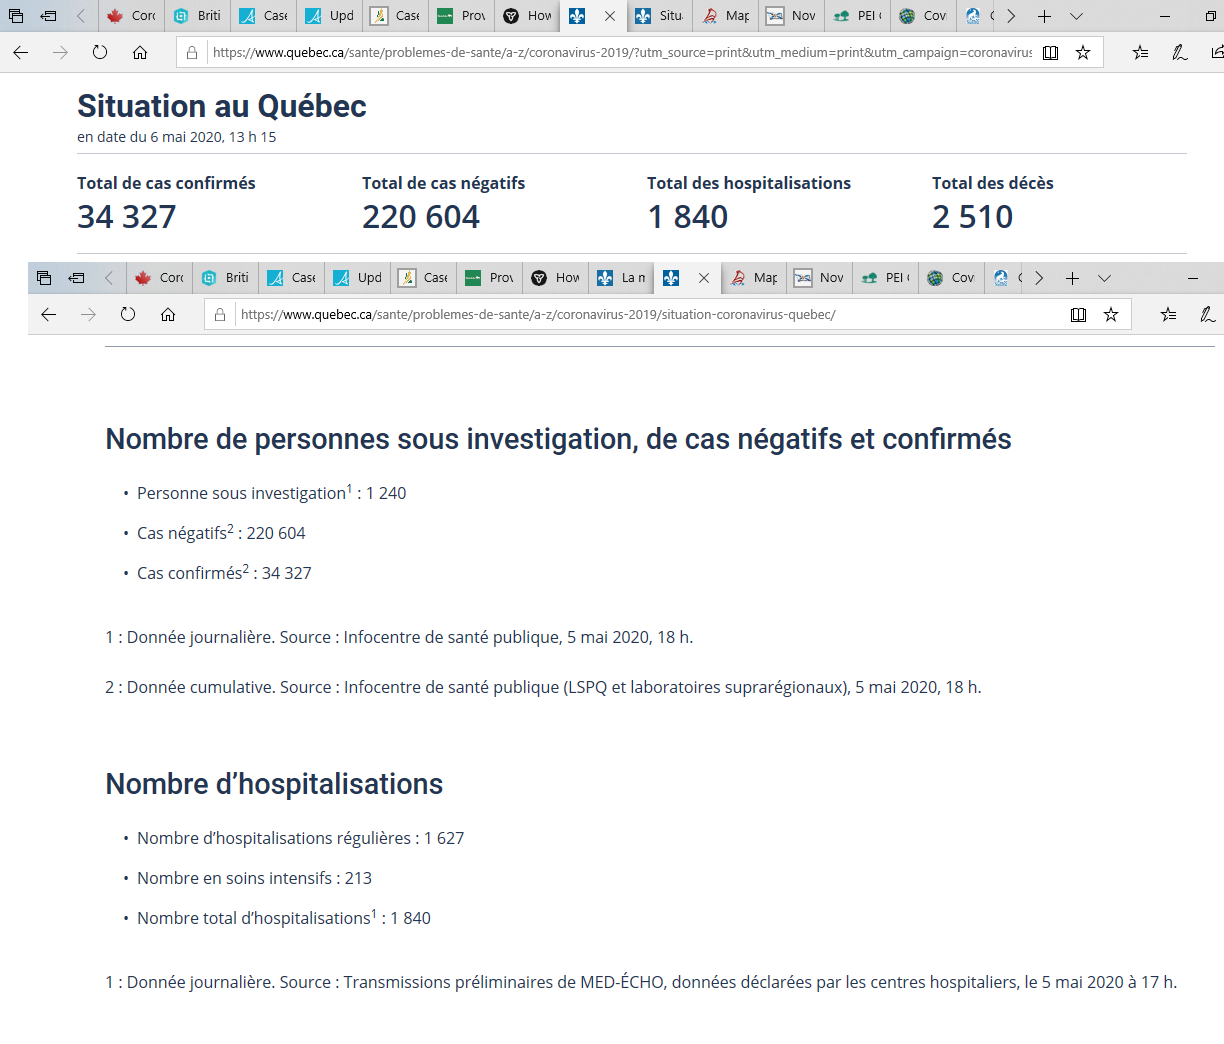 Corc Briti Case Upd Case Prov How Situ Map Nov PEI Cov
https://www.quebec.ca/sante/problemes-de-sante/a-z/coronavirus-2019/?utm_source=print&utm_medium=print&utm_campaign=coronavirus
Situation au Québec
en date du 6 mai 2020, 13 h 15
Total de cas confirmés Total de cas négatifs Total des hospitalisations Total des décès
34 327 220 604 1 840 2 510
Corc Briti Case Upd Case Prov How La n Map Nov PEI Cov
https://www.quebec.ca/sante/problemes-de-sante/a-z/coronavirus-2019/situation-coronavirus-quebec/
Nombre de personnes sous investigation, de cas négatifs et confirmés
• Personne sous investigation¹ : 1 240
• Cas négatifs² : 220 604
• Cas confirmés² : 34 327
1 : Donnée journalière. Source : Infocentre de santé publique, 5 mai 2020, 18 h.
2 : Donnée cumulative. Source : Infocentre de santé publique (LSPQ et laboratoires suprarégionaux), 5 mai 2020, 18 h.
Nombre d’hospitalisations
• Nombre d’hospitalisations régulières : 1 627
• Nombre en soins intensifs : 213
• Nombre total d’hospitalisations¹ : 1 840
1 : Donnée journalière. Source : Transmissions préliminaires de MED-ÉCHO, données déclarées par les centres hospitaliers, le 5 mai 2020 à 17 h.